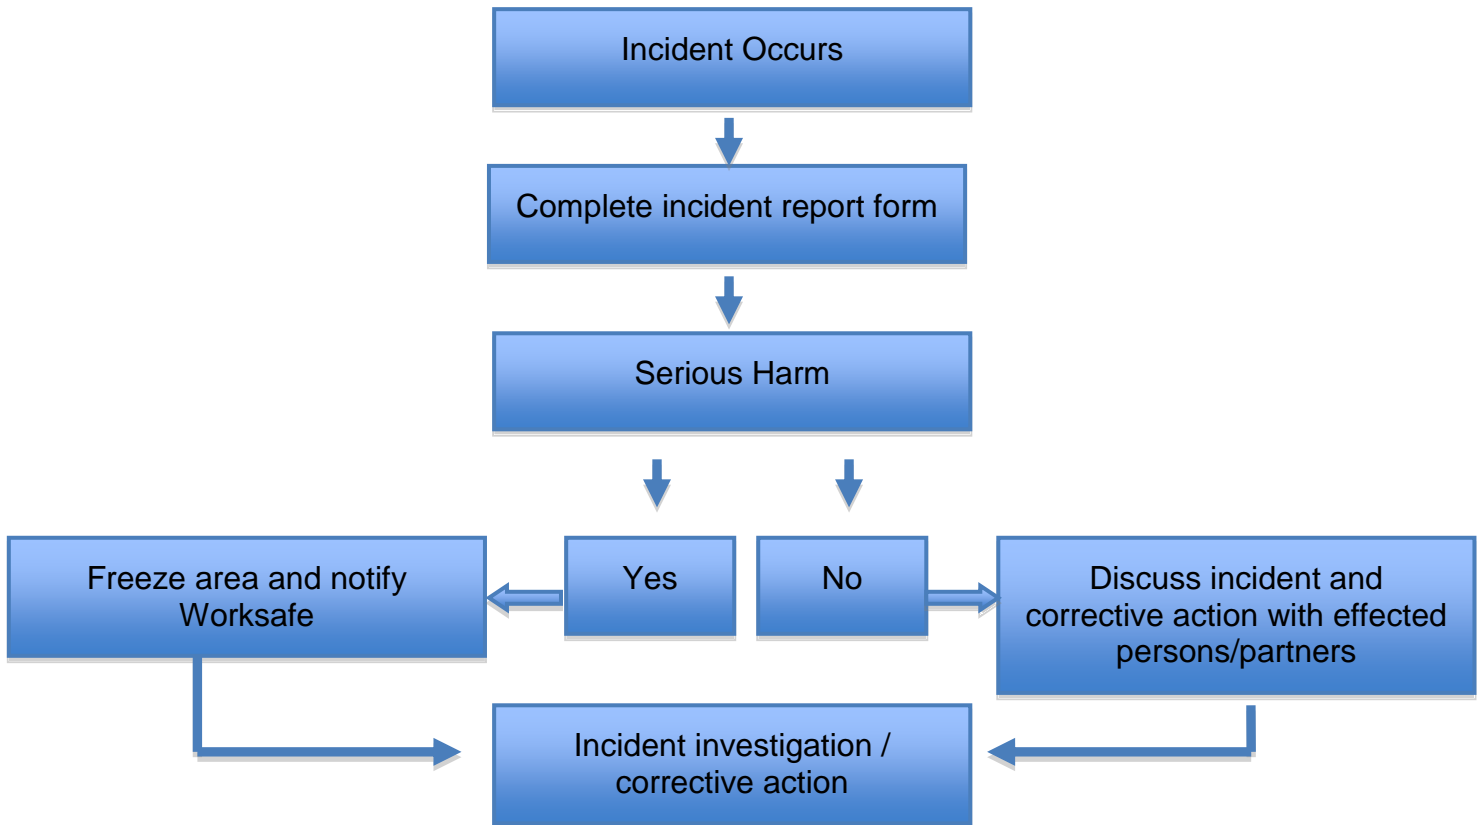 Incident Occurs
Complete incident report form
Serious Harm
Freeze area and notify
Worksafe
Yes
No
Discuss incident and
corrective action with effected
persons/partners
Incident investigation /
corrective action